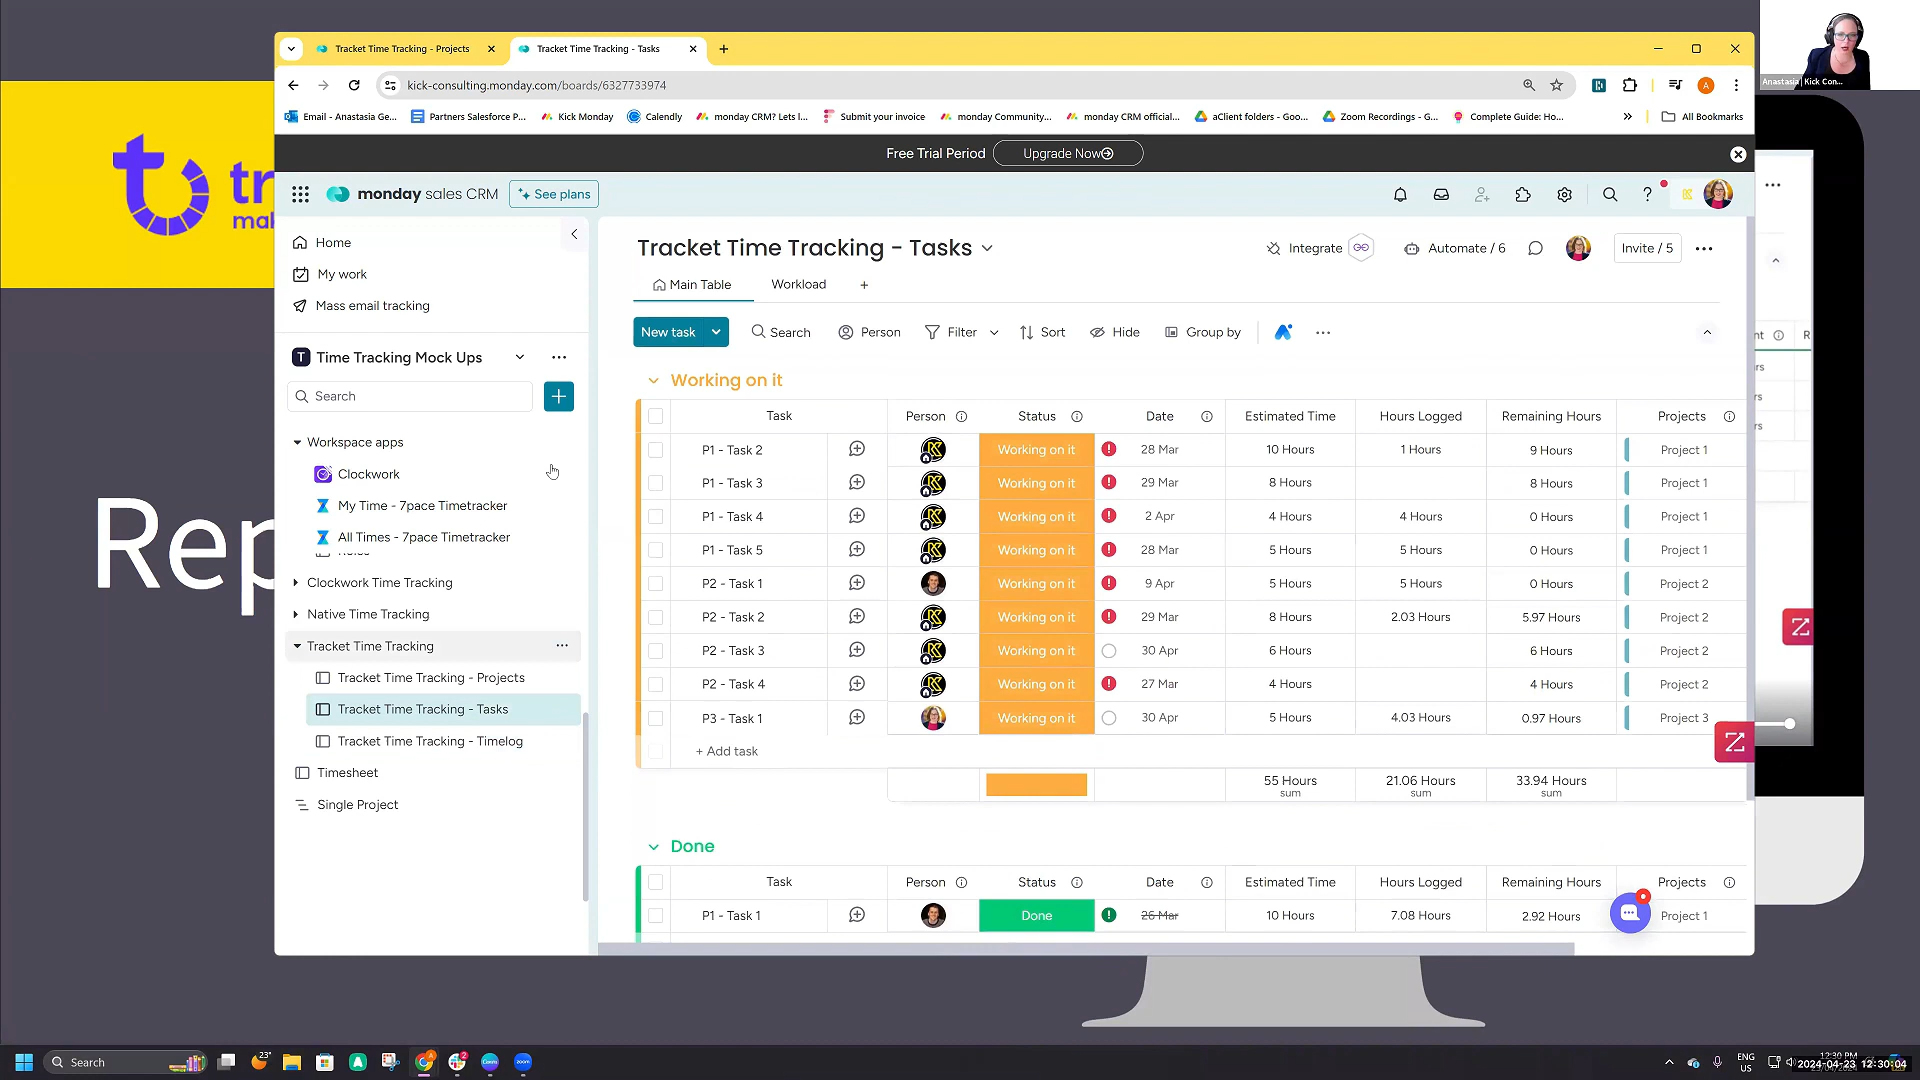 Tracket Time Tracking - Projects
Tracket Time Tracking - Tasks
kick-consulting.monday.com/boards/6327733974
Email - Anastasia Ge...
Partners Salesforce P...
Kick Monday
Calendly
monday CRM? Lets l...
Submit your invoice
monday Community...
monday CRM official...
aClient folders - Goo...
Zoom Recordings - G...
Complete Guide: Ho...
All Bookmarks
Anastasia | Kick Con...
Free Trial Period
Upgrade Now
monday sales CRM
See plans
Home
My work
Mass email tracking
Time Tracking Mock Ups
Search
Workspace apps
Clockwork
My Time - 7pace Timetracker
All Times - 7pace Timetracker
Clockwork Time Tracking
Native Time Tracking
Tracket Time Tracking
Tracket Time Tracking - Projects
Tracket Time Tracking - Tasks
Tracket Time Tracking - Timelog
Timesheet
Single Project
Tracket Time Tracking - Tasks
Integrate
Automate / 6
Invite / 5
Main Table
Workload
New task
Search
Person
Filter
Sort
Hide
Group by
Working on it
Task Person Status Date Estimated Time Hours Logged Remaining Hours Projects
P1 - Task 2 Working on it 28 Mar 10 Hours 1 Hours 9 Hours Project 1
P1 - Task 3 Working on it 29 Mar 8 Hours 8 Hours Project 1
P1 - Task 4 Working on it 2 Apr 4 Hours 4 Hours 0 Hours Project 1
P1 - Task 5 Working on it 28 Mar 5 Hours 5 Hours 0 Hours Project 1
P2 - Task 1 Working on it 9 Apr 5 Hours 5 Hours 0 Hours Project 2
P2 - Task 2 Working on it 29 Mar 8 Hours 2.03 Hours 5.97 Hours Project 2
P2 - Task 3 Working on it 30 Apr 6 Hours 6 Hours Project 2
P2 - Task 4 Working on it 27 Mar 4 Hours 4 Hours Project 2
P3 - Task 1 Working on it 30 Apr 5 Hours 4.03 Hours 0.97 Hours Project 3
+ Add task
55 Hours 21.06 Hours 33.94 Hours
sum sum sum
Done
Task Person Status Date Estimated Time Hours Logged Remaining Hours Projects
P1 - Task 1 Done 26 Mar 10 Hours 7.08 Hours 2.92 Hours Project 1
tr
mak
Rep
Search
23°
ENG
US
2024-04-23 12:30:04